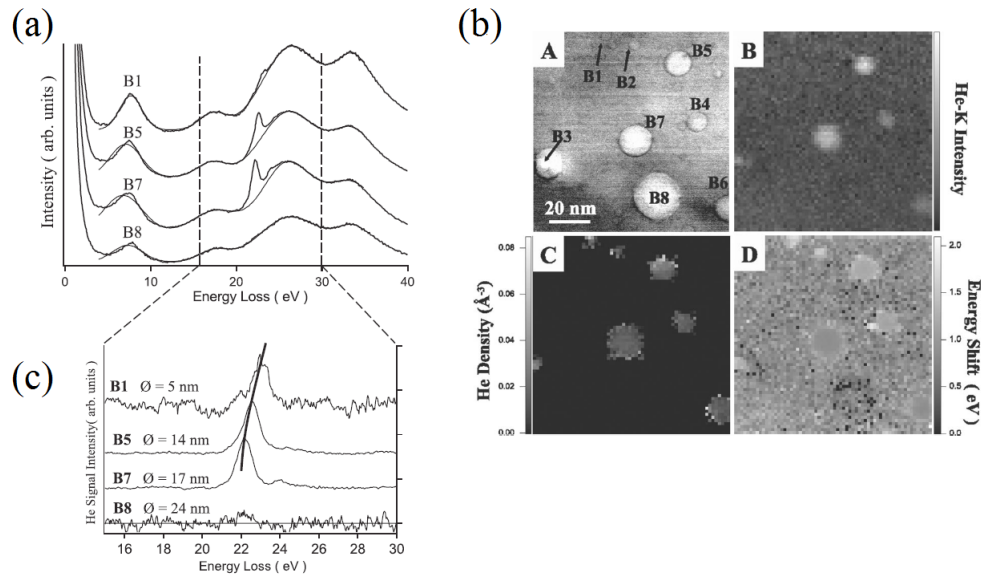 (a)
Intensity ( arb. units )
B1
B5
B7
B8
0 10 20 30 40
Energy Loss ( eV )
(b)
A
B1
B2
B5
B4
B3
B7
B6
B8
20 nm
B
He-K Intensity
C
0.08
0.06
0.04
0.02
0.00
He Density (Å-3)
D
2.0
1.5
1.0
0.5
0.0
Energy Shift ( eV )
(c)
He Signal Intensity( arb. units )
B1 Ø = 5 nm
B5 Ø = 14 nm
B7 Ø = 17 nm
B8 Ø = 24 nm
16 18 20 22 24 26 28 30
Energy Loss ( eV )